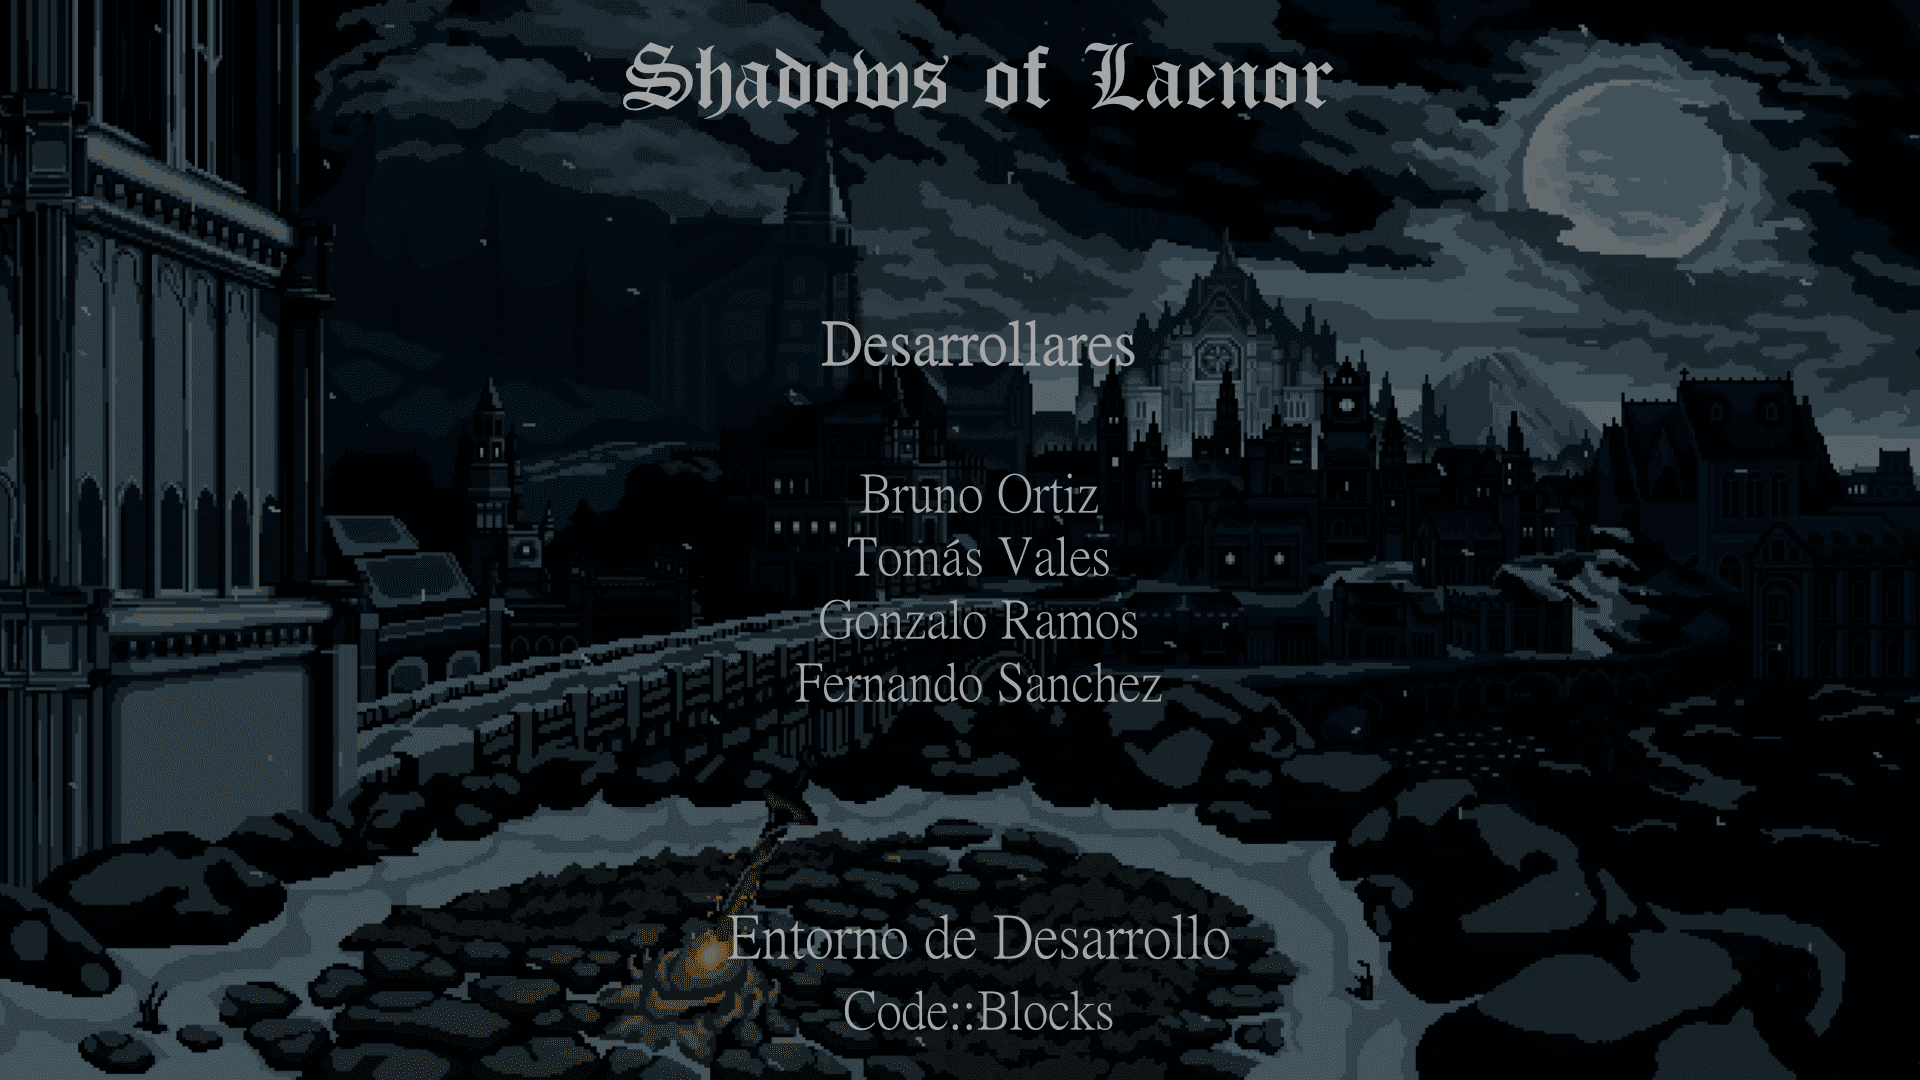 Shadows of Laenor
Desarrollares
Bruno Ortiz
Tomás Vales
Gonzalo Ramos
Fernando Sanchez
Entorno de Desarrollo
Code::Blocks